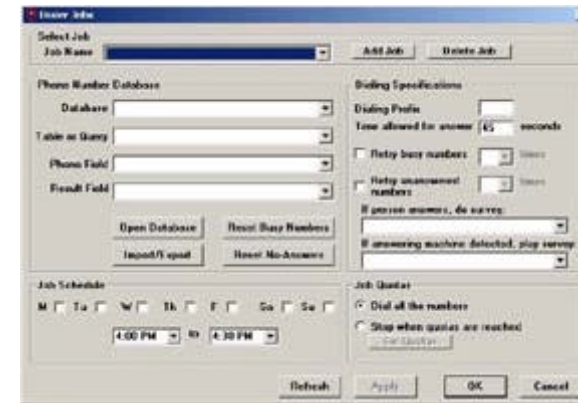 Dialer Jobs
Select Job
Job Name
Add Job
Delete Job
Phone Number Database
Database
Table or Query
Phone Field
Result Field
Open Database
Reset Busy Numbers
Import/Export
Reset No-Answers
Dialing Specifications
Dialing Prefix
Time allowed for answer 45 seconds
Retry busy numbers times
Retry unanswered numbers times
If person answers, do survey:
If answering machine detected, play survey
Job Schedule
M Tu W Th F Sa Su
4:00 PM to 4:30 PM
Job Quotas
Dial all the numbers
Stop when quotas are reached
Set Quotas
Refresh
Apply
OK
Cancel